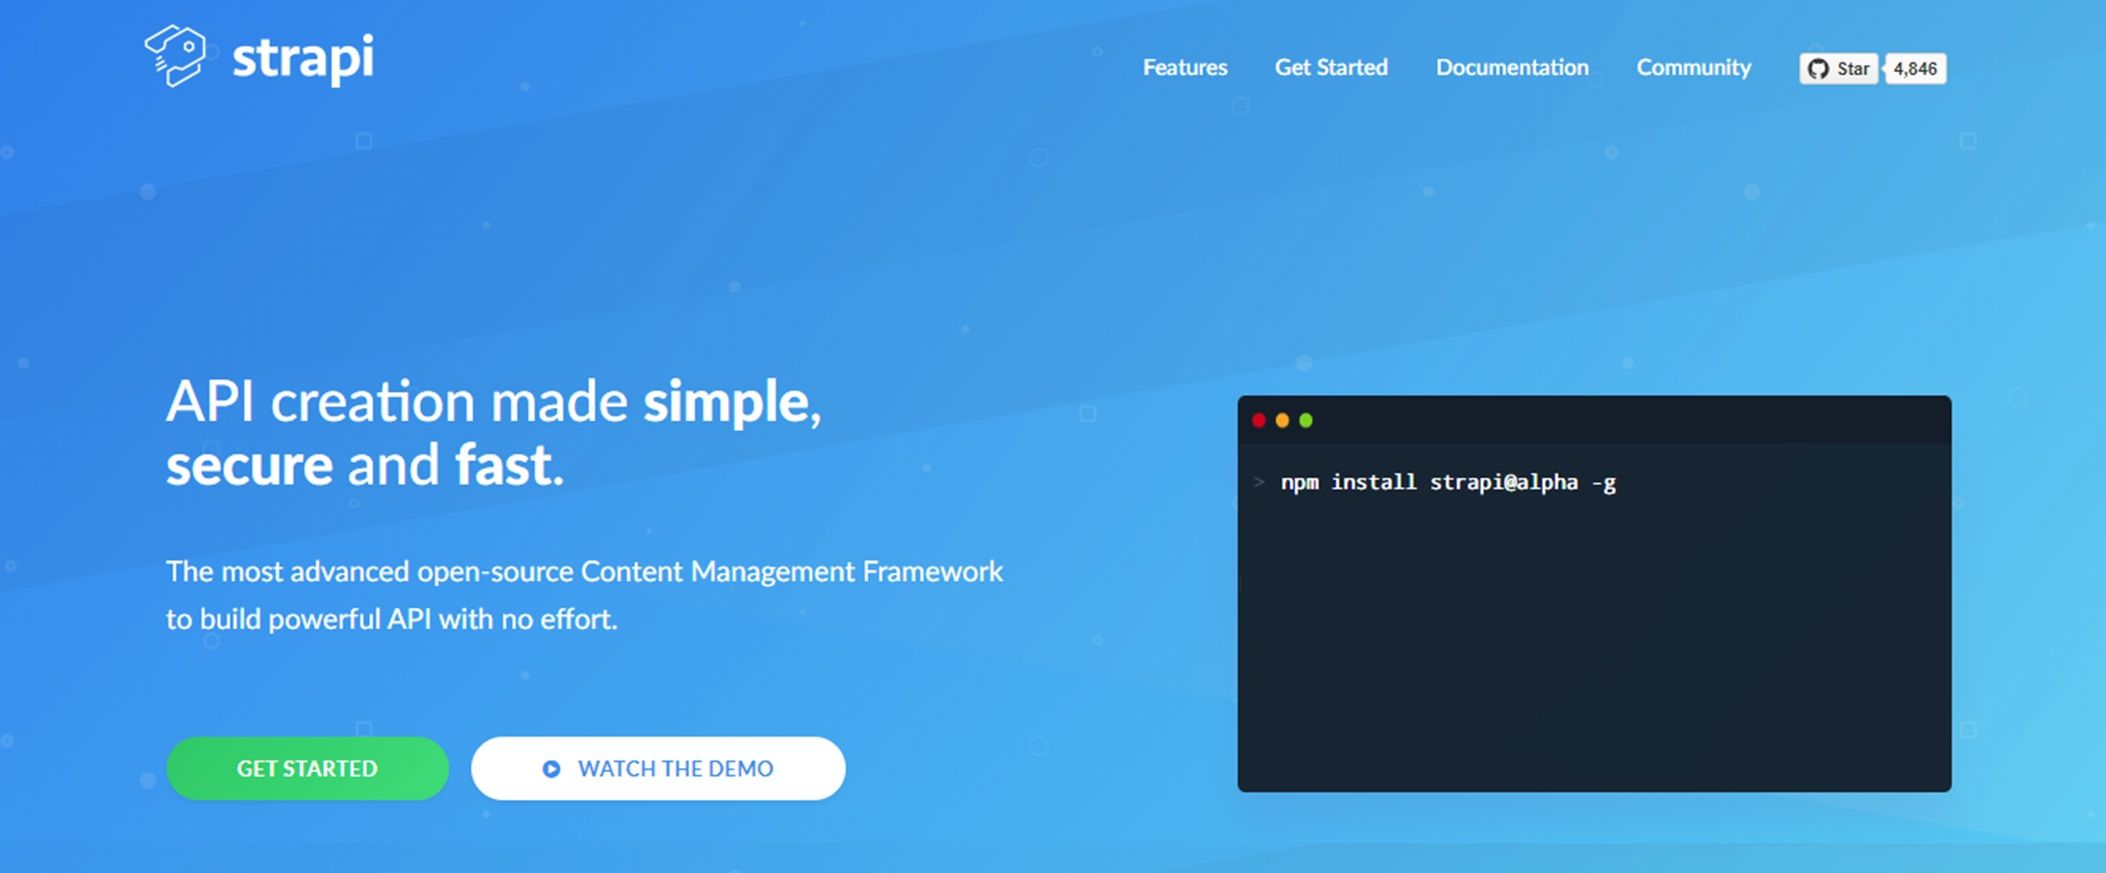 strapi
Features Get Started Documentation Community Star 4,846
API creation made simple,
secure and fast.
The most advanced open-source Content Management Framework
to build powerful API with no effort.
GET STARTED WATCH THE DEMO
> npm install strapi@alpha -g